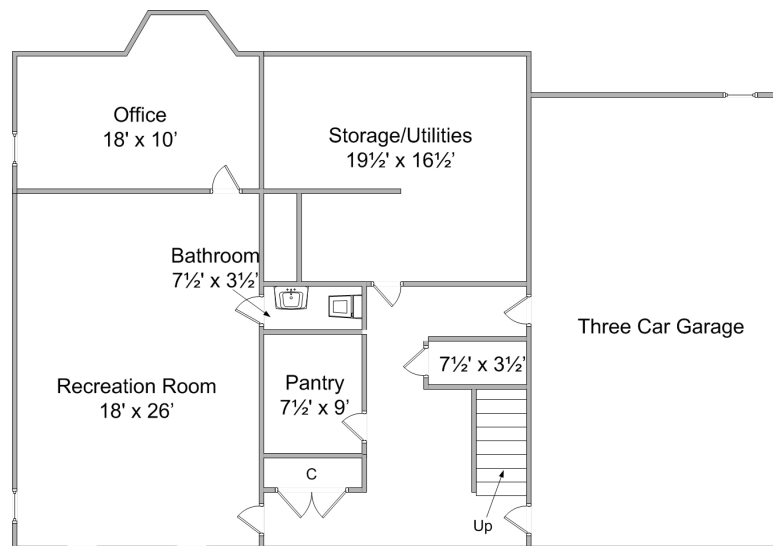 Office
18' x 10’
Storage/Utilities
19½' x 16½’
Bathroom
7½' x 3½’
Three Car Garage
7½' x 3½’
Recreation Room
18' x 26’
Pantry
7½' x 9’
C
Up